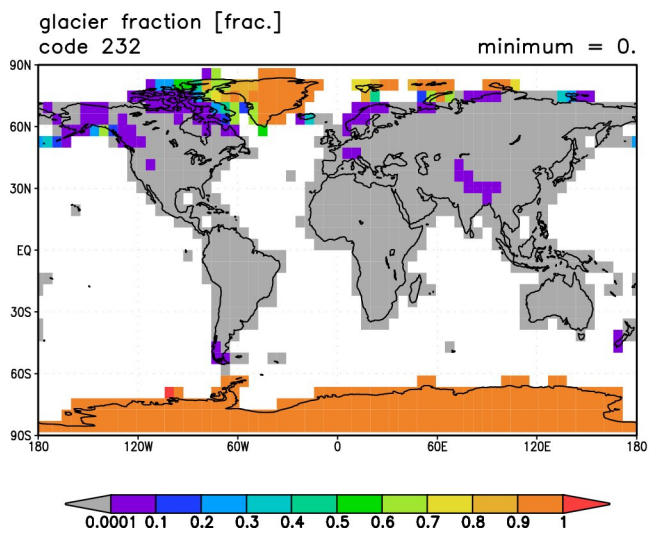 glacier fraction [frac.]
code 232
minimum = 0.
90N
60N
30N
EQ
30S
60S
90S
180 120W 60W 0 60E 120E 180
0.0001 0.1 0.2 0.3 0.4 0.5 0.6 0.7 0.8 0.9 1